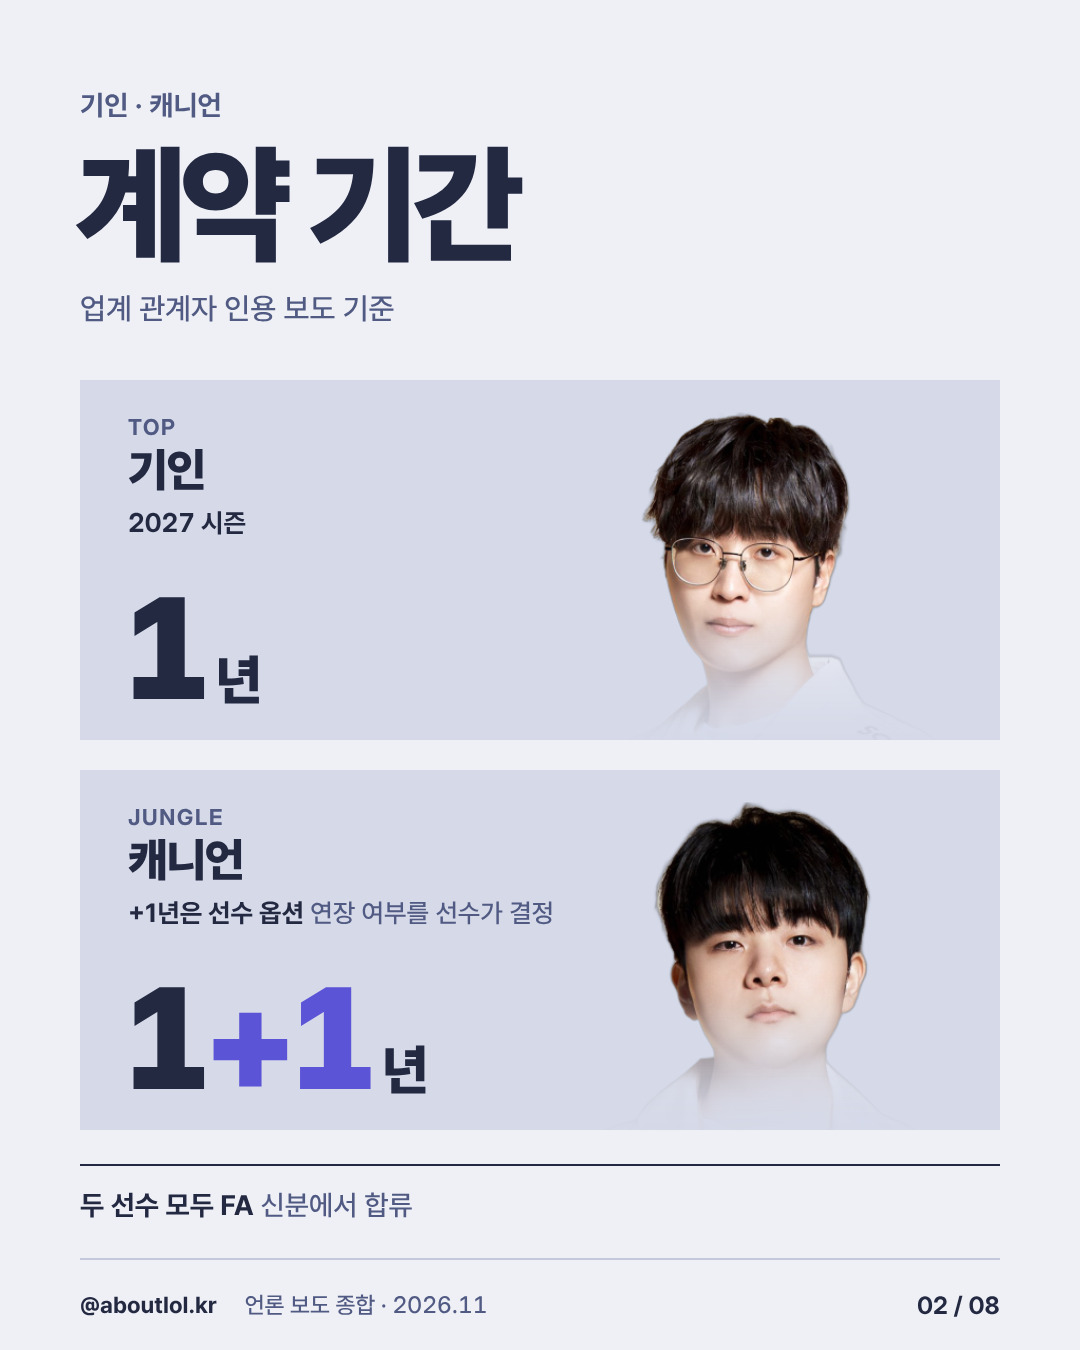 기인 · 캐니언
계약 기간
업계 관계자 인용 보도 기준
TOP
기인
2027 시즌
1년
JUNGLE
캐니언
+1년은 선수 옵션 연장 여부를 선수가 결정
1+1년
두 선수 모두 FA 신분에서 합류
@aboutlol.kr 언론 보도 종합 · 2026.11
02 / 08